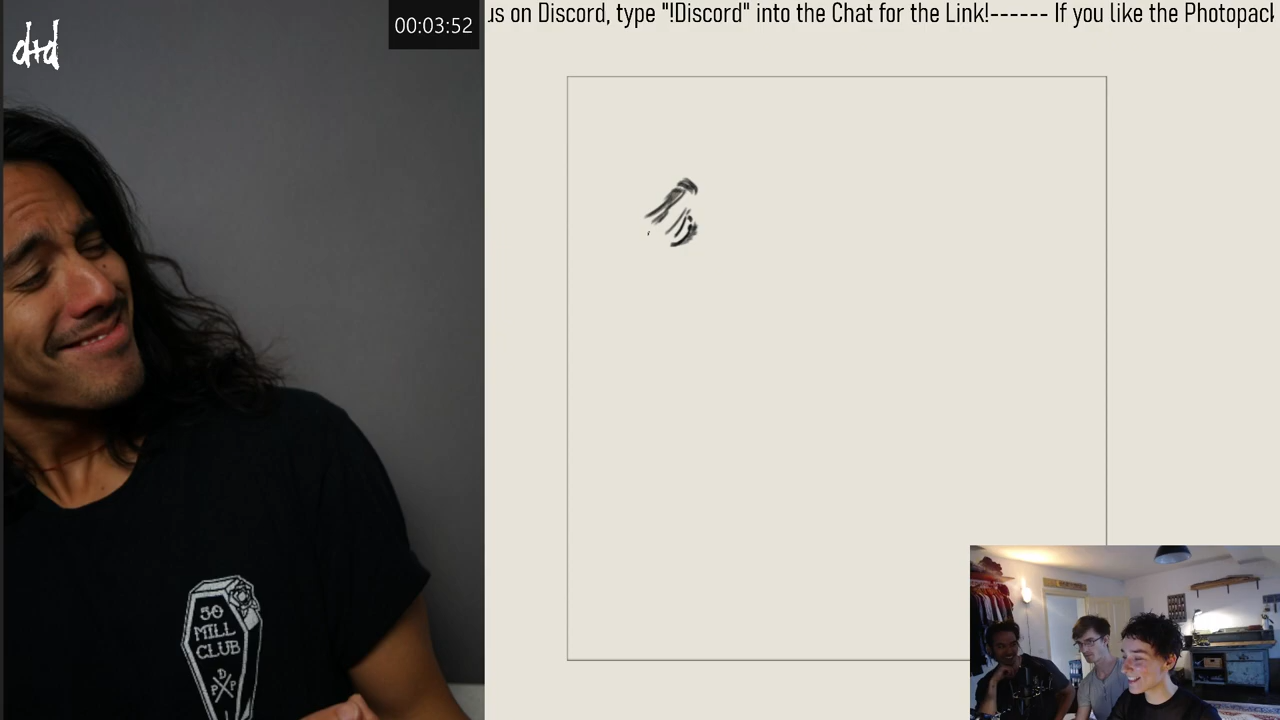 d+d
00:03:52
us on Discord, type "!Discord" into the Chat for the Link!------ If you like the Photopack
50
MILL
CLUB
D
P P